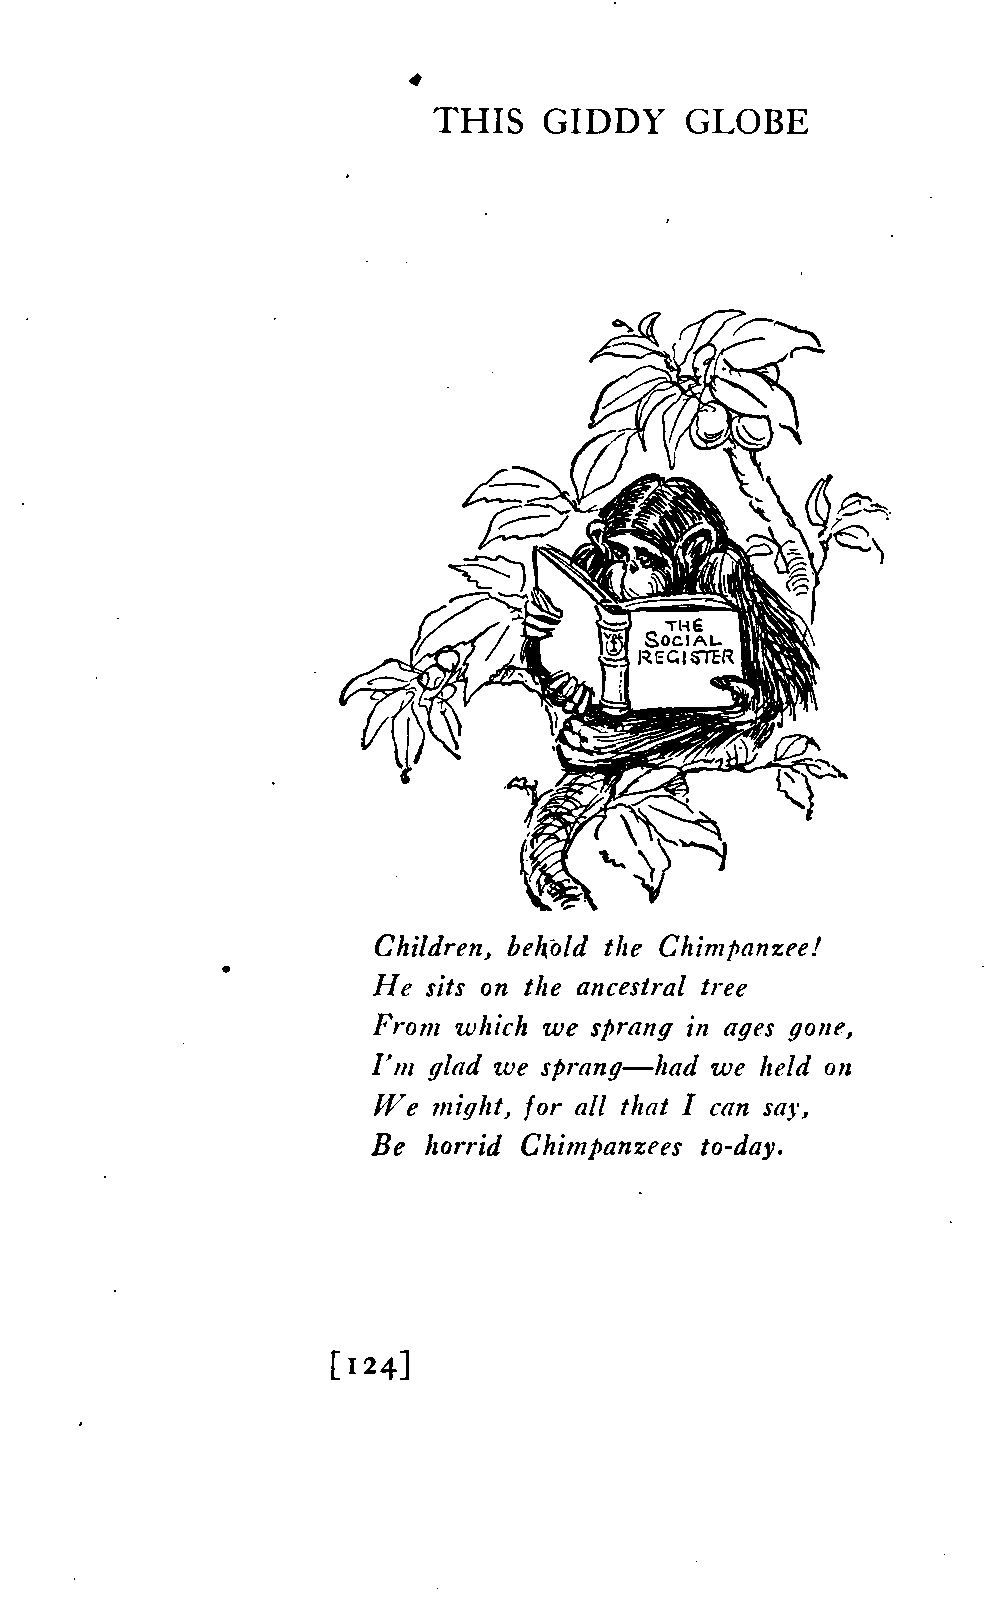 THIS GIDDY GLOBE
THE
SOCIAL
REGISTER
Children, behold the Chimpanzee!
He sits on the ancestral tree
From which we sprang in ages gone,
I'm glad we sprang—had we held on
We might, for all that I can say,
Be horrid Chimpanzees to-day.
[124]